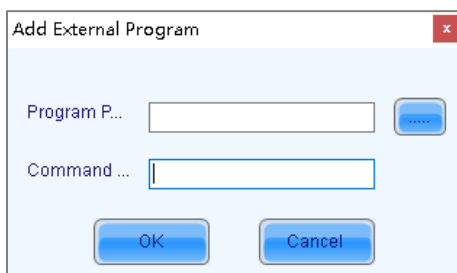 Add External Program
x
Program P...
.....
Command ...
OK
Cancel